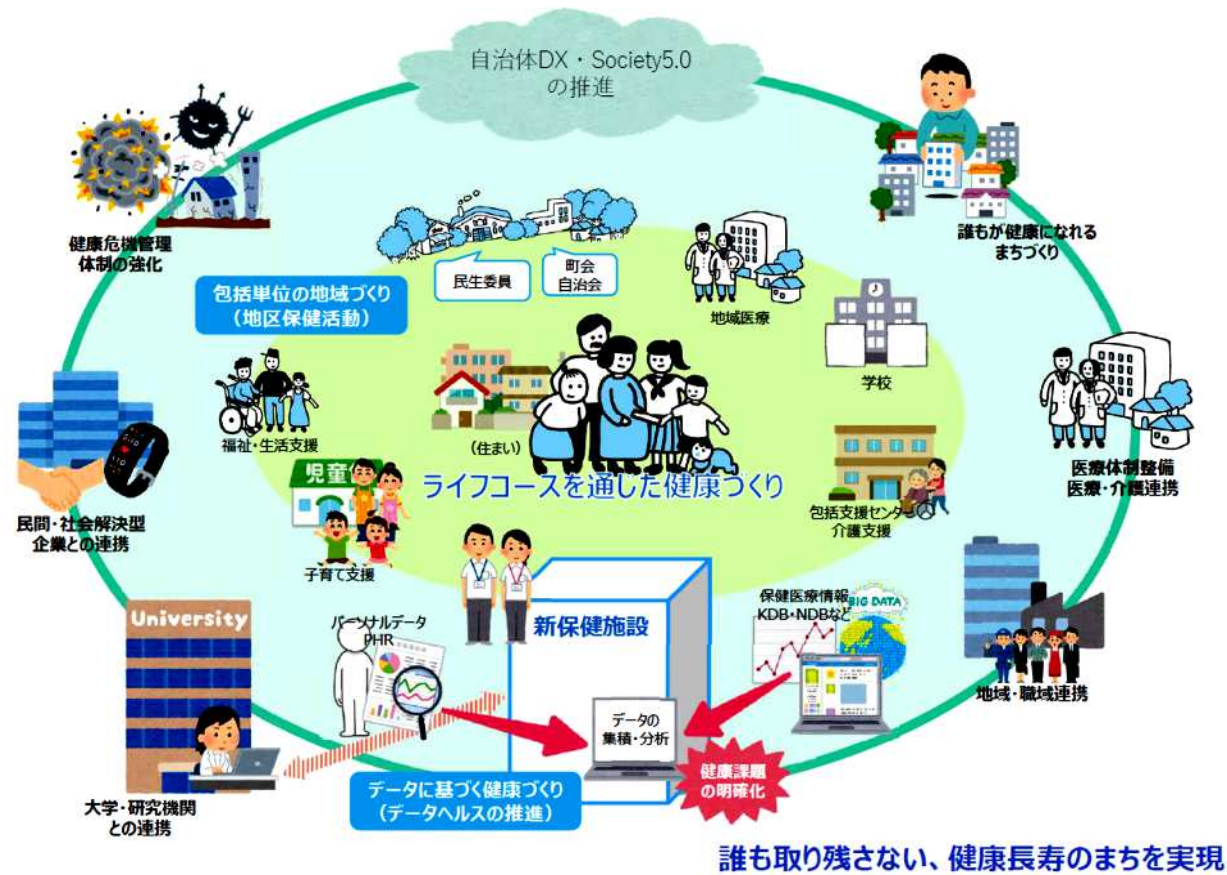 自治体DX・Society5.0
の推進
健康危機管理
体制の強化
誰もが健康になれる
まちづくり
民生委員
町会
自治会
地域医療
包括単位の地域づくり
(地区保健活動)
学校
福祉・生活支援
(住まい)
医療体制整備
医療・介護連携
児童
ライフコースを通した健康づくり
民間・社会解決型
企業との連携
包括支援センター
介護支援
子育て支援
University
パーソナルデータ
PHR
新保健施設
保健医療情報
KDB・NDBなど
BIG DATA
地域・職域連携
データの
集積・分析
健康課題
の明確化
データに基づく健康づくり
(データヘルスの推進)
大学・研究機関
との連携
誰も取り残さない、健康長寿のまちを実現